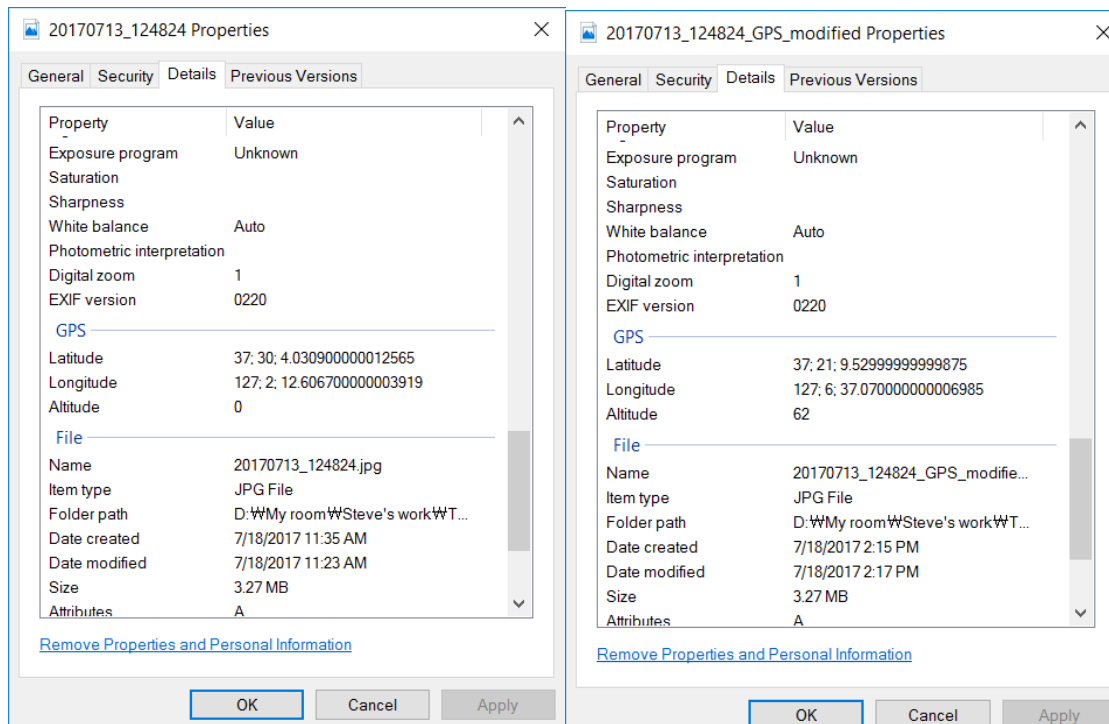 20170713_124824 Properties
General Security Details Previous Versions
Property Value
Exposure program Unknown
Saturation
Sharpness
White balance Auto
Photometric interpretation
Digital zoom 1
EXIF version 0220
GPS
Latitude 37; 30; 4.030900000012565
Longitude 127; 2; 12.606700000003919
Altitude 0
File
Name 20170713_124824.jpg
Item type JPG File
Folder path D:₩My room₩Steve's work₩T...
Date created 7/18/2017 11:35 AM
Date modified 7/18/2017 11:23 AM
Size 3.27 MB
Attributes A
Remove Properties and Personal Information
OK Cancel Apply
20170713_124824_GPS_modified Properties
General Security Details Previous Versions
Property Value
Exposure program Unknown
Saturation
Sharpness
White balance Auto
Photometric interpretation
Digital zoom 1
EXIF version 0220
GPS
Latitude 37; 21; 9.52999999999875
Longitude 127; 6; 37.070000000006985
Altitude 62
File
Name 20170713_124824_GPS_modifie...
Item type JPG File
Folder path D:₩My room₩Steve's work₩T...
Date created 7/18/2017 2:15 PM
Date modified 7/18/2017 2:17 PM
Size 3.27 MB
Attributes A
Remove Properties and Personal Information
OK Cancel Apply